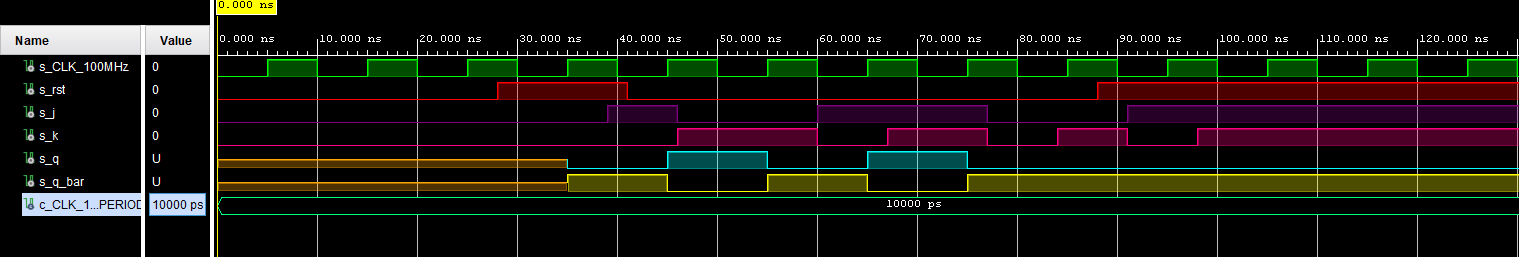 0.000 ns
Name Value
0.000 ns 10.000 ns 20.000 ns 30.000 ns 40.000 ns 50.000 ns 60.000 ns 70.000 ns 80.000 ns 90.000 ns 100.000 ns 110.000 ns 120.000 ns
s_CLK_100MHz 0
s_rst 0
s_j 0
s_k 0
s_q U
s_q_bar U
c_CLK_1...PERIOD 10000 ps 10000 ps